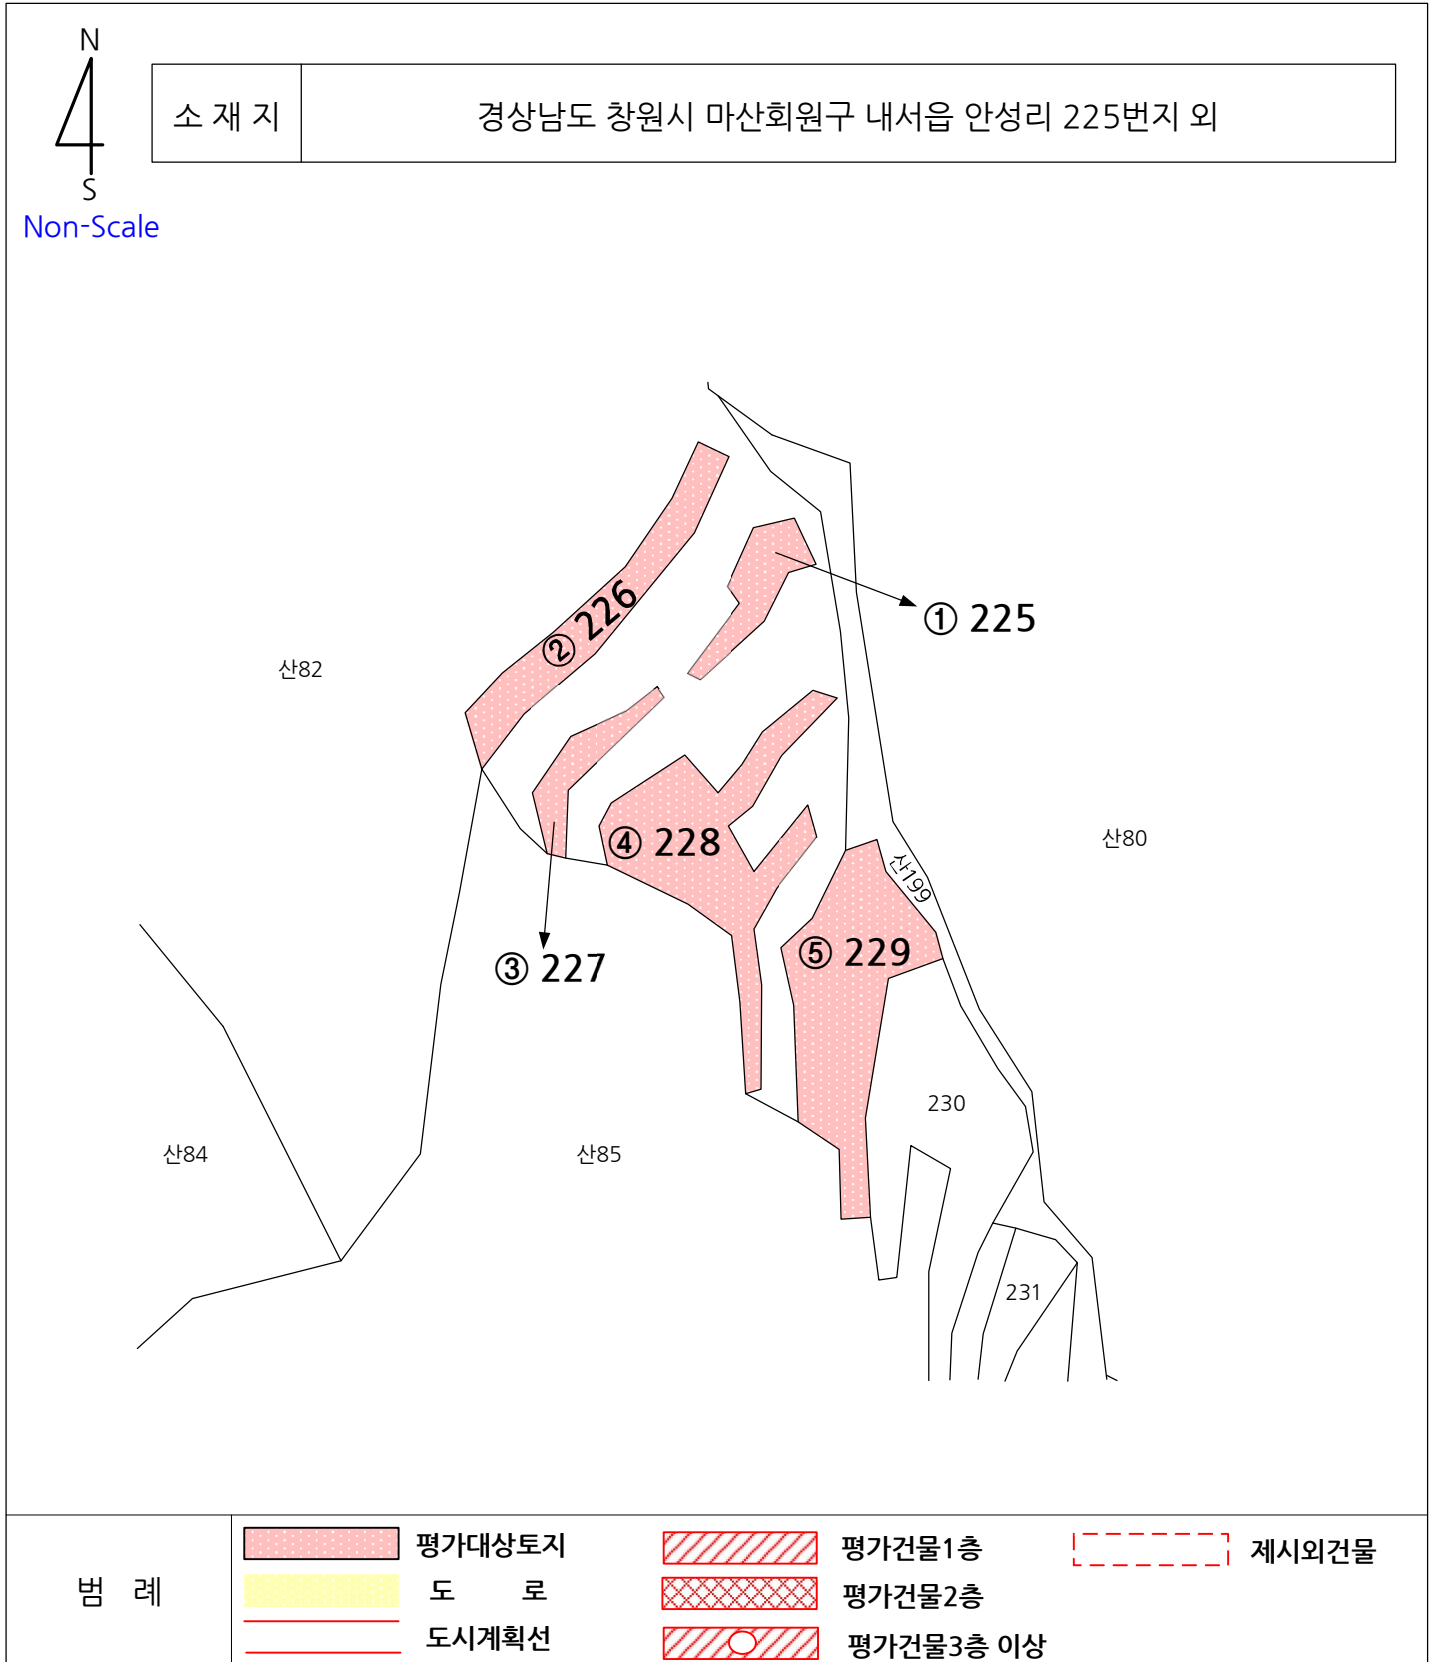 N
S
Non-Scale
소 재 지
경상남도 창원시 마산회원구 내서읍 안성리 225번지 외
① 225
② 226
산82
산80
④ 228
산199
⑤ 229
③ 227
230
산84
산85
231
범 례
평가대상토지
도 로
도시계획선
평가건물1층
평가건물2층
평가건물3층 이상
제시외건물